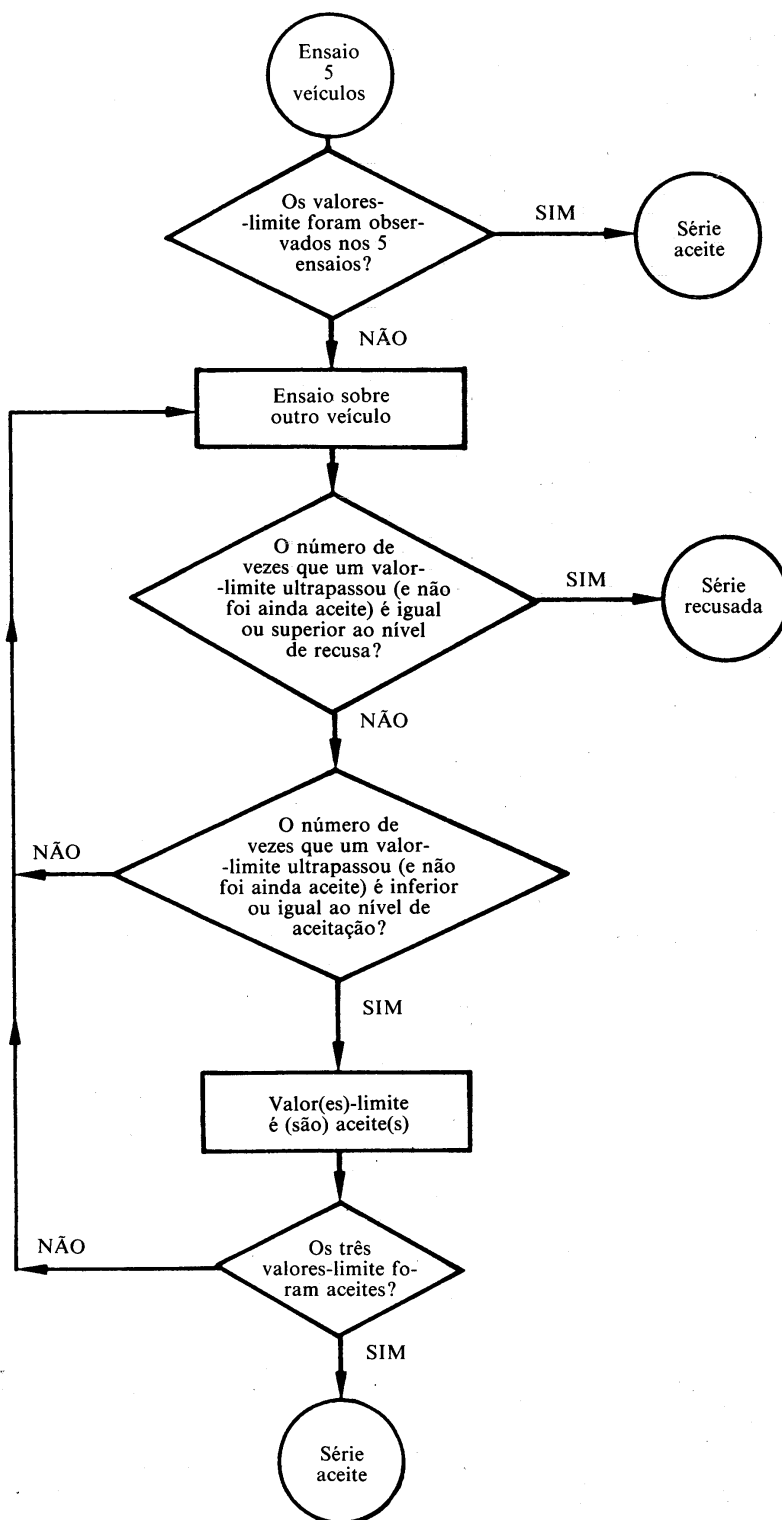 Ensaio
5
veículos
Os valores-
-limite foram obser-
vados nos 5
ensaios?
SIM
Série
aceite
NÃO
Ensaio sobre
outro veículo
O número de
vezes que um valor-
-limite ultrapassou (e não
foi ainda aceite) é igual
ou superior ao nível
de recusa?
SIM
Série
recusada
NÃO
O número de
vezes que um valor-
-limite ultrapassou (e não
foi ainda aceite) é inferior
ou igual ao nível de
aceitação?
NÃO
SIM
Valor(es)-limite
é (são) aceite(s)
Os três
valores-limite fo-
ram aceites?
NÃO
SIM
Série
aceite